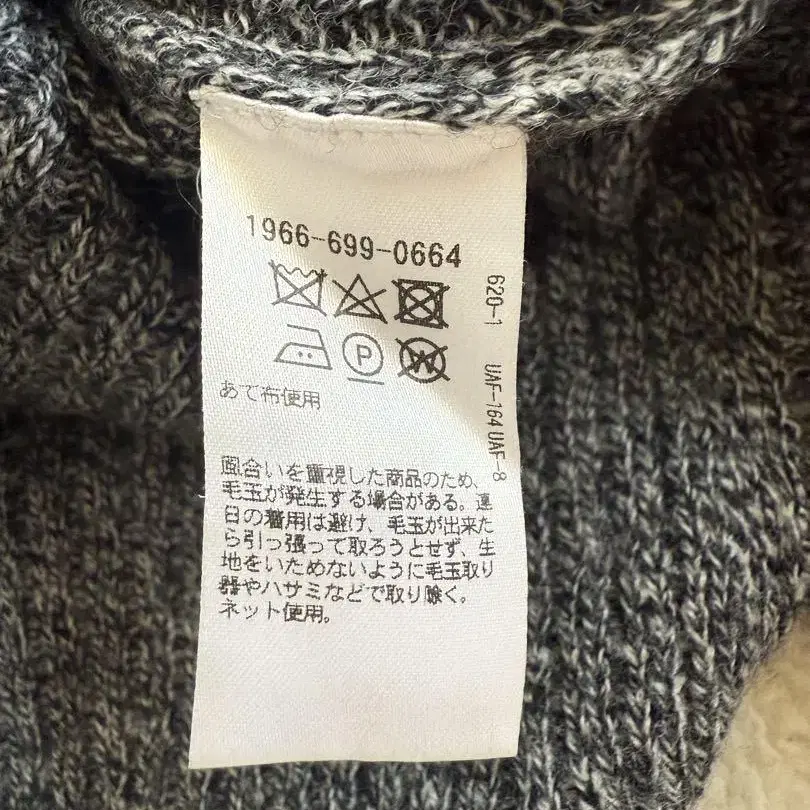 1966-699-0664
620-1 UAF-164 UAF-8
P
W
あて布使用
風合いを重視した商品のため、
毛玉が発生する場合がある。連
日の着用は避け、毛玉が出来た
ら引っ張って取ろうとせず、生
地をいためないように毛玉取り
器やハサミなどで取り除く。
ネット使用。